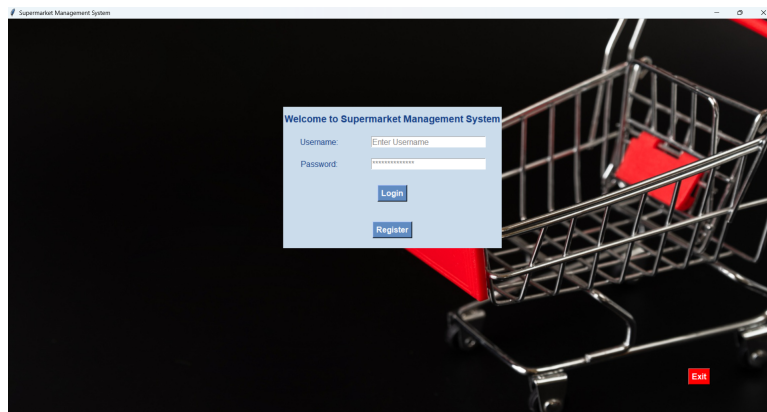 Supermarket Management System
Welcome to Supermarket Management System
Username: Enter Username
Password: *************
Login
Register
Exit